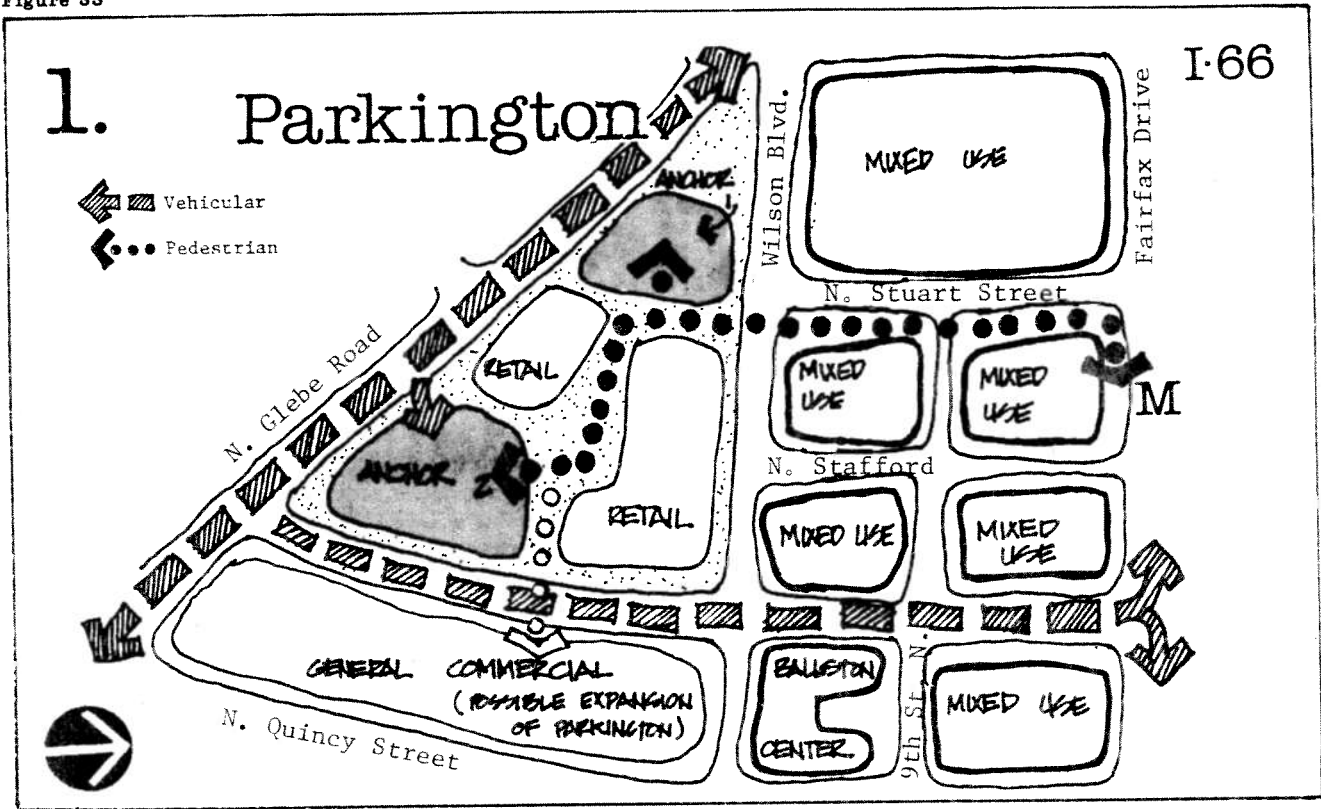 Figure 33
1. Parkington
I-66
Vehicular
Pedestrian
Wilson Blvd.
Fairfax Drive
MIXED USE
ANCHOR
1
N. Stuart Street
RETAIL
MIXED
USE
MIXED
USE
M
N. Glebe Road
ANCHOR
2
N. Stafford
RETAIL
MIXED USE
MIXED
USE
GENERAL COMMERCIAL
(POSSIBLE EXPANSION
OF PARKINGTON)
N. Quincy Street
BALLSTON
CENTER
9th St. N.
MIXED USE